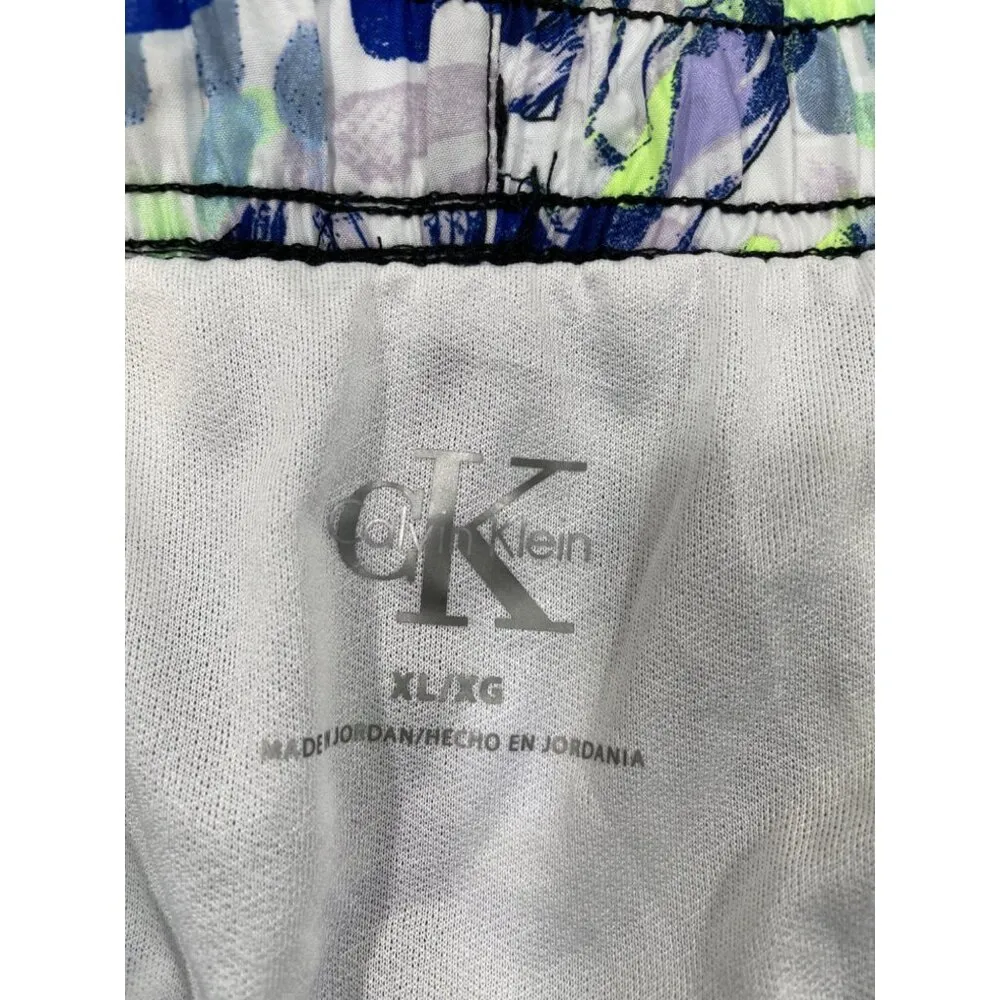 CK
Calvin Klein
XL/XG
MADE IN JORDAN/HECHO EN JORDANIA